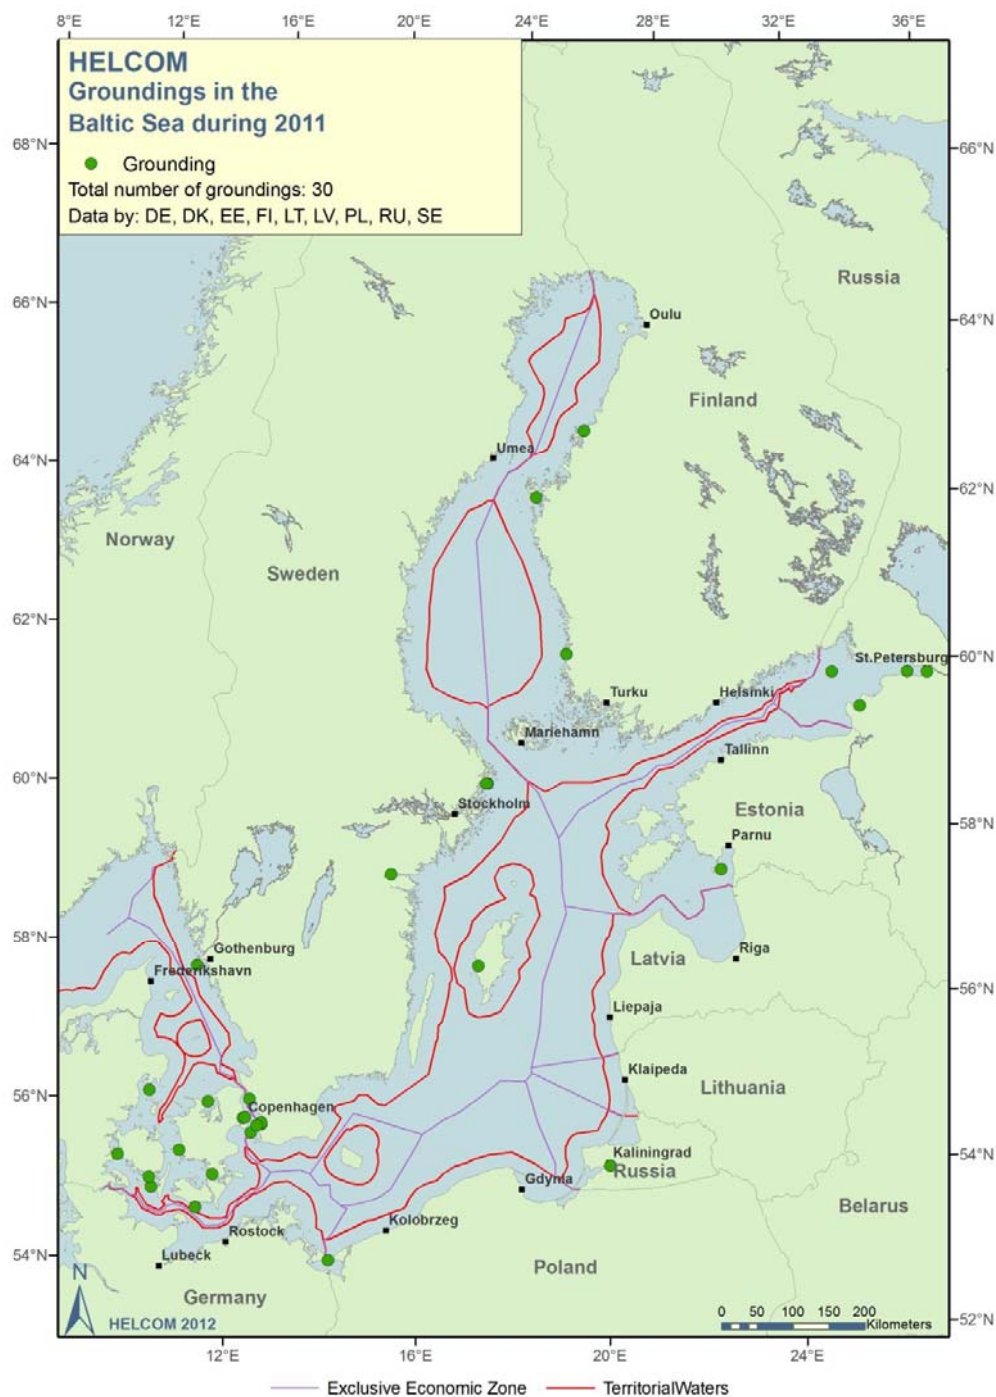 8°E 12°E 16°E 20°E 24°E 28°E 32°E 36°E
HELCOM
Groundings in the
Baltic Sea during 2011
Grounding
Total number of groundings: 30
Data by: DE, DK, EE, FI, LT, LV, PL, RU, SE
68°N
66°N
Russia
66°N
Oulu
64°N
Finland
Umea
64°N
62°N
Norway
Sweden
62°N
St.Petersburg
60°N
Turku
Helsinki
Mariehamn
Tallinn
60°N
Stockholm
Estonia
58°N
Parnu
58°N
Gothenburg
Riga
Latvia
Frederikshavn
56°N
Liepaja
Klaipeda
Lithuania
56°N
Copenhagen
Kaliningrad
54°N
Russia
Gdynia
Belarus
Kolobrzeg
Rostock
54°N
Lubeck
Poland
N
Germany
0 50 100 150 200
Kilometers
HELCOM 2012
52°N
12°E 16°E 20°E 24°E
Exclusive Economic Zone
TerritorialWaters